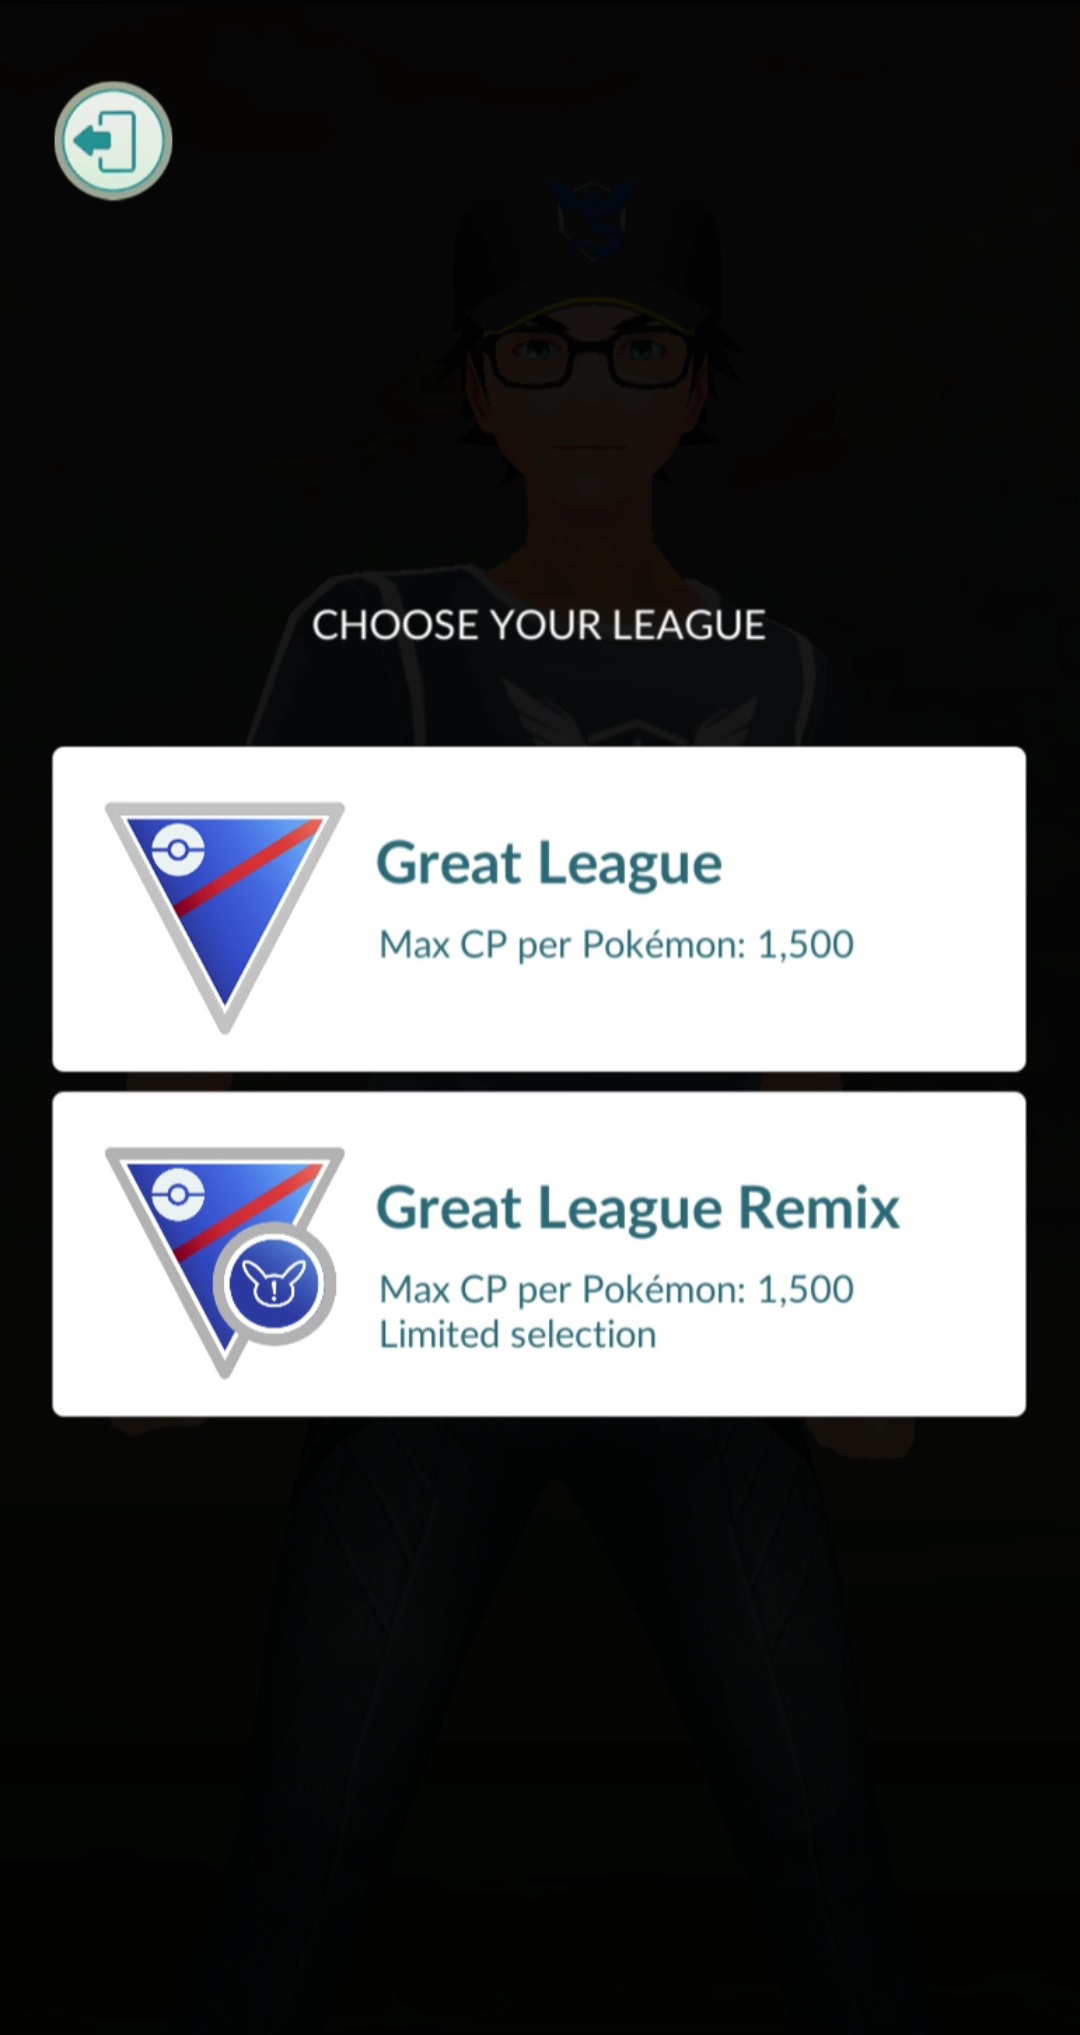 CHOOSE YOUR LEAGUE
Great League
Max CP per Pokémon: 1,500
Great League Remix
Max CP per Pokémon: 1,500
Limited selection